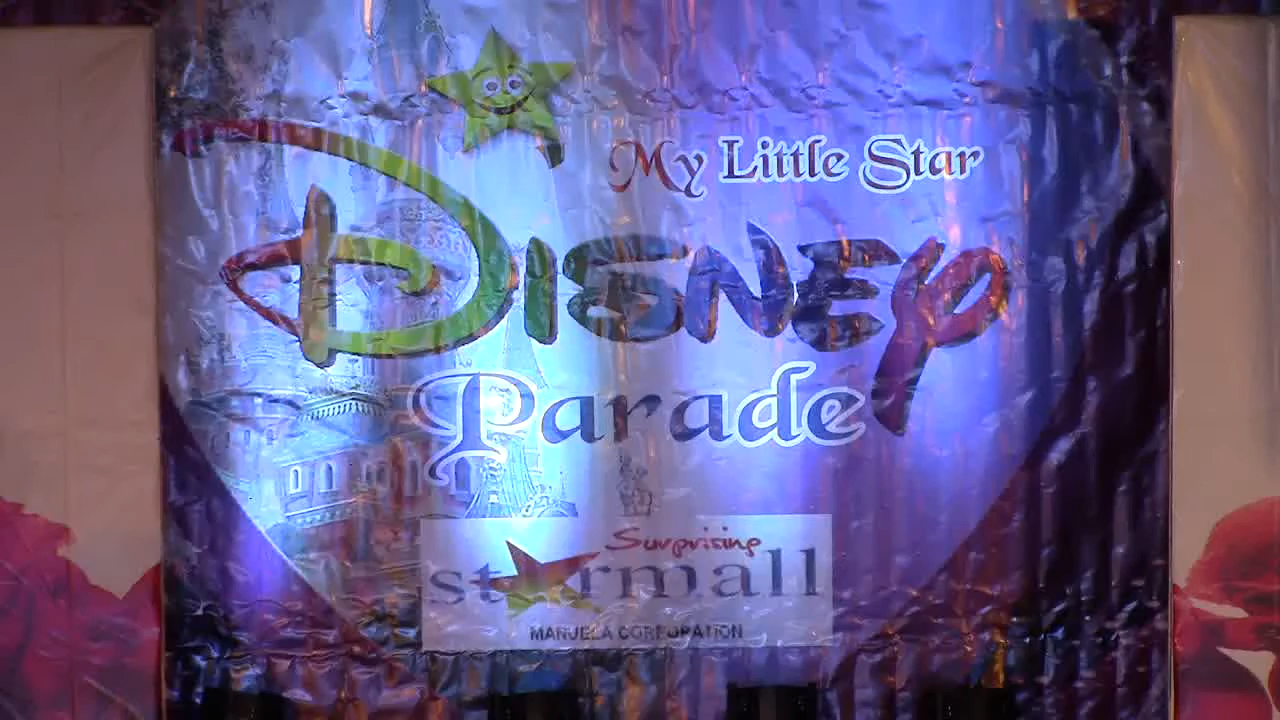 My Little Star
Disney
Parade
Surprising
starmall
MANUELA CORPORATION